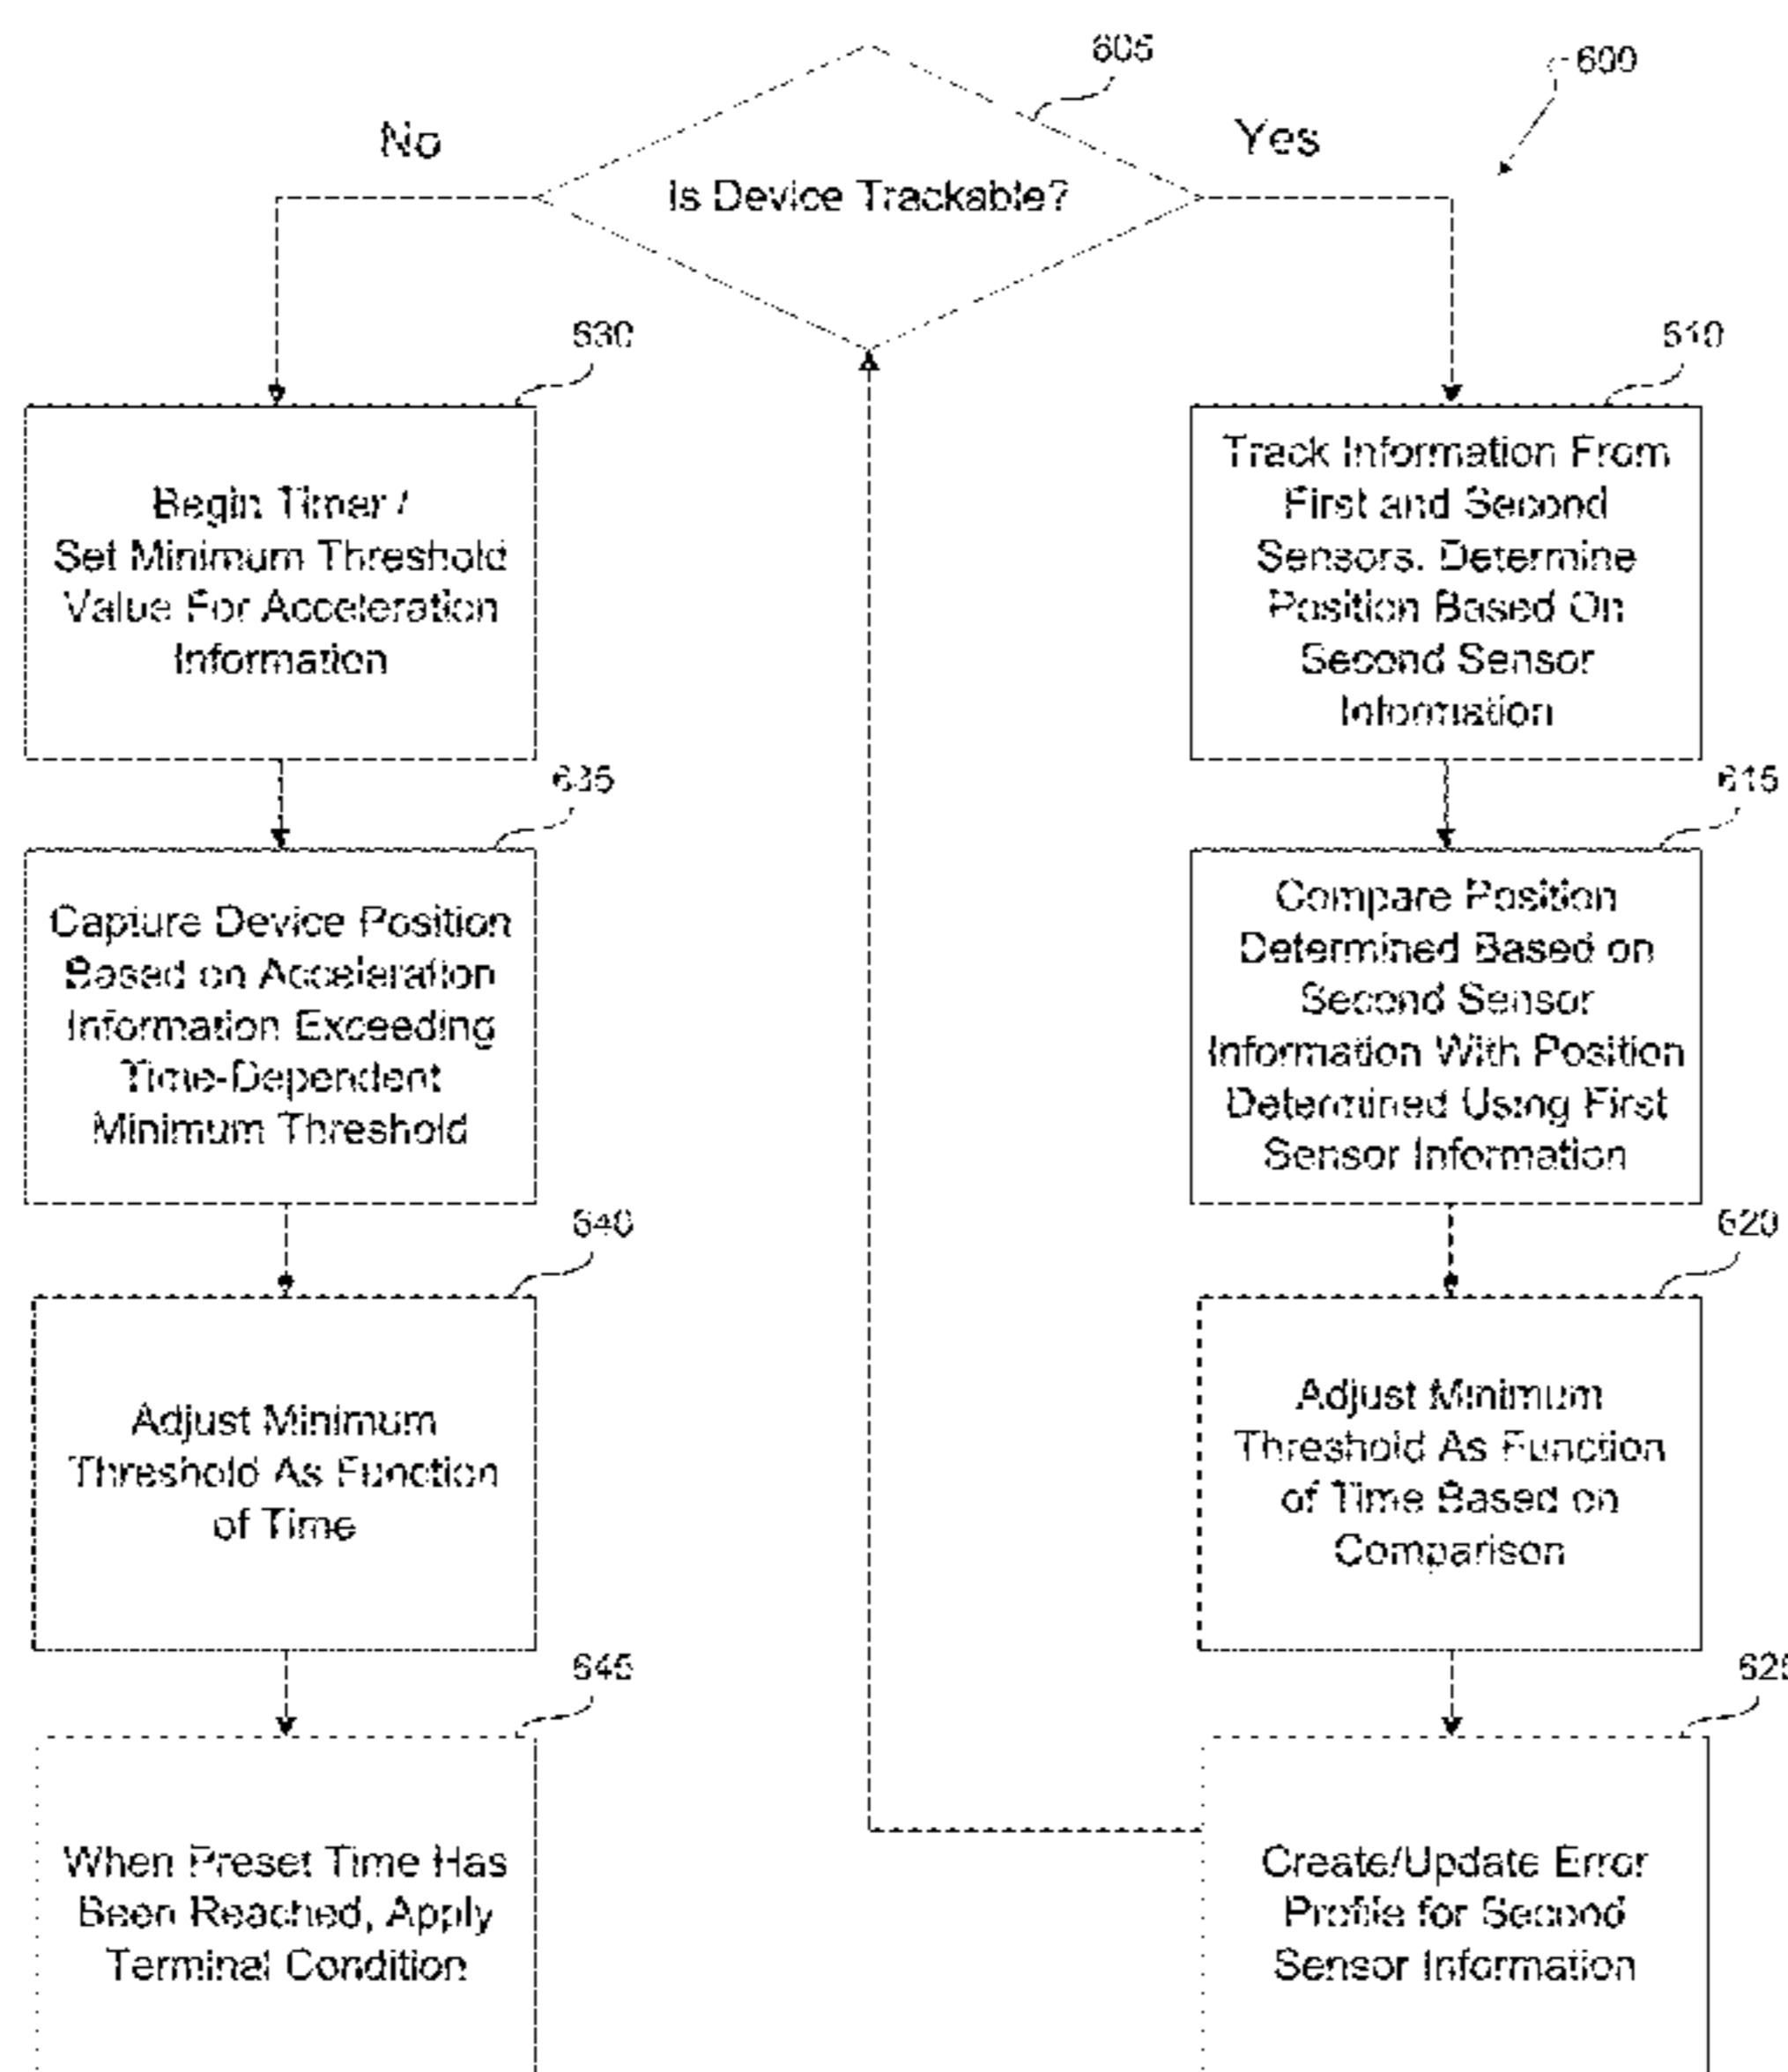 605
600
No
Yes
Is Device Trackable?
630
610
Begin Timer /
Set Minimum Threshold
Value For Acceleration
Information
Track Information From
First and Second
Sensors. Determine
Position Based On
Second Sensor
Information
635
615
Capture Device Position
Based on Acceleration
Information Exceeding
Time-Dependent
Minimum Threshold
Compare Position
Determined Based on
Second Sensor
Information With Position
Determined Using First
Sensor Information
640
620
Adjust Minimum
Threshold As Function
of Time
Adjust Minimum
Threshold As Function
of Time Based on
Comparison
645
625
When Preset Time Has
Been Reached, Apply
Terminal Condition
Create/Update Error
Profile for Second
Sensor Information